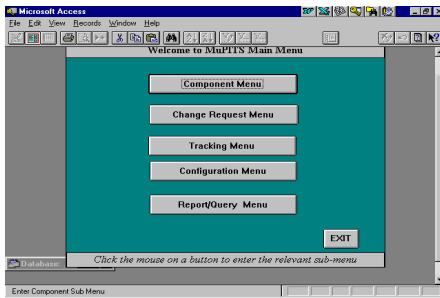 Microsoft Access
File Edit View Records Window Help
Welcome to MuPITS Main Menu
Component Menu
Change Request Menu
Tracking Menu
Configuration Menu
Report/Query Menu
EXIT
Click the mouse on a button to enter the relevant sub-menu
Database:
Enter Component Sub Menu